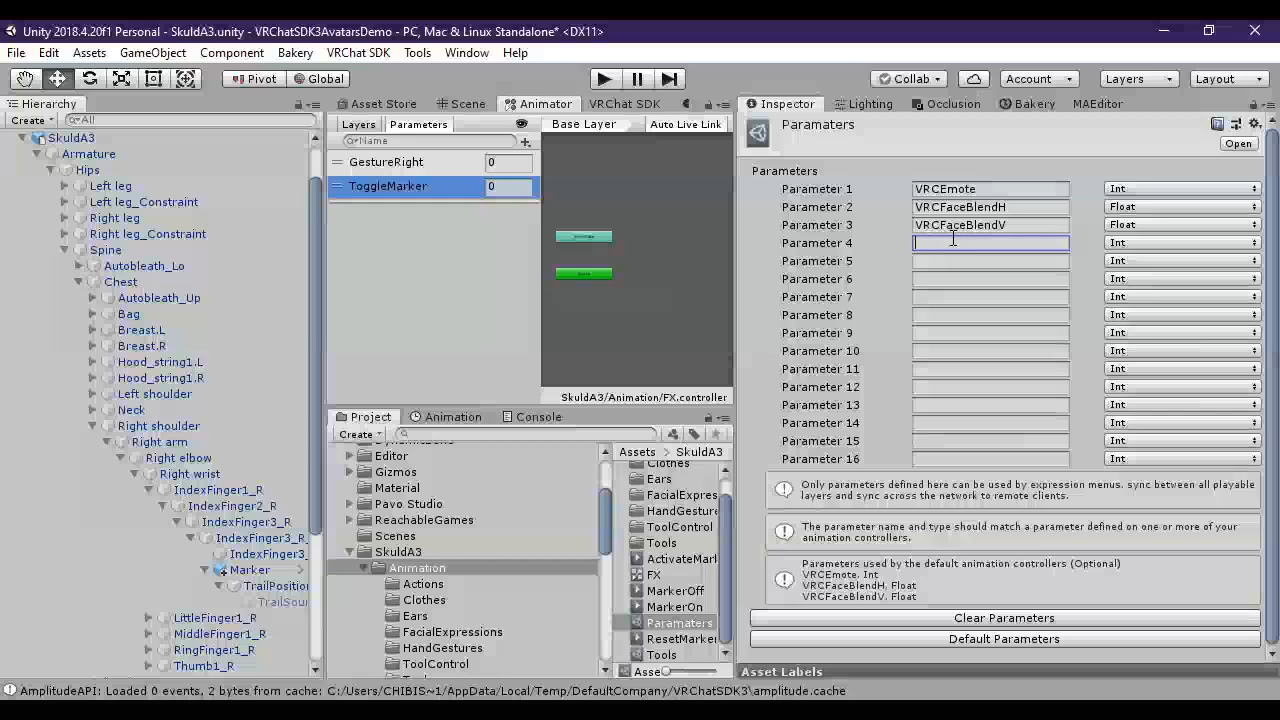 Unity 2018.4.20f1 Personal - SkuldA3.unity - VRChatSDK3AvatarsDemo - PC, Mac & Linux Standalone* <DX11>
File Edit Assets GameObject Component Bakery VRChat SDK Tools Window Help
Pivot Global Collab Account Layers Layout
Hierarchy
Create All
SkuldA3
Armature
Hips
Left leg
Left leg_Constraint
Right leg
Right leg_Constraint
Spine
Autobleath_Lo
Chest
Autobleath_Up
Bag
Breast.L
Breast.R
Hood_string1.L
Hood_string1.R
Left shoulder
Neck
Right shoulder
Right arm
Right elbow
Right wrist
IndexFinger1_R
IndexFinger2_R
IndexFinger3_R
IndexFinger3_R_
IndexFinger3_
Marker
TrailPosition
TrailSour
LittleFinger1_R
MiddleFinger1_R
RingFinger1_R
Thumb1_R
Asset Store Scene Animator VRChat SDK
Layers Parameters Base Layer Auto Live Link
Name
GestureRight 0
ToggleMarker 0
SkuldA3/Animation/FX.controller
Project Animation Console
Create
Editor
Gizmos
Material
Pavo Studio
ReachableGames
Scenes
SkuldA3
Animation
Actions
Clothes
Ears
FacialExpressions
HandGestures
ToolControl
Assets > SkuldA3
Clothes
Ears
FacialExpres
HandGesture
ToolControl
Tools
ActivateMark
FX
MarkerOff
MarkerOn
Paramaters
ResetMarker
Tools
Asse
Inspector Lighting Occlusion Bakery MAEditor
Paramaters
Open
Parameters
Parameter 1 VRCEmote Int
Parameter 2 VRCFaceBlendH Float
Parameter 3 VRCFaceBlendV Float
Parameter 4 Int
Parameter 5 Int
Parameter 6 Int
Parameter 7 Int
Parameter 8 Int
Parameter 9 Int
Parameter 10 Int
Parameter 11 Int
Parameter 12 Int
Parameter 13 Int
Parameter 14 Int
Parameter 15 Int
Parameter 16 Int
Only parameters defined here can be used by expression menus, sync between all playable
layers and sync across the network to remote clients.
The parameter name and type should match a parameter defined on one or more of your
animation controllers.
Parameters used by the default animation controllers (Optional)
VRCEmote, Int
VRCFaceBlendH, Float
VRCFaceBlendV, Float
Clear Parameters
Default Parameters
Asset Labels
AmplitudeAPI: Loaded 0 events, 2 bytes from cache: C:/Users/CHIBIS~1/AppData/Local/Temp/DefaultCompany/VRChatSDK3\amplitude.cache